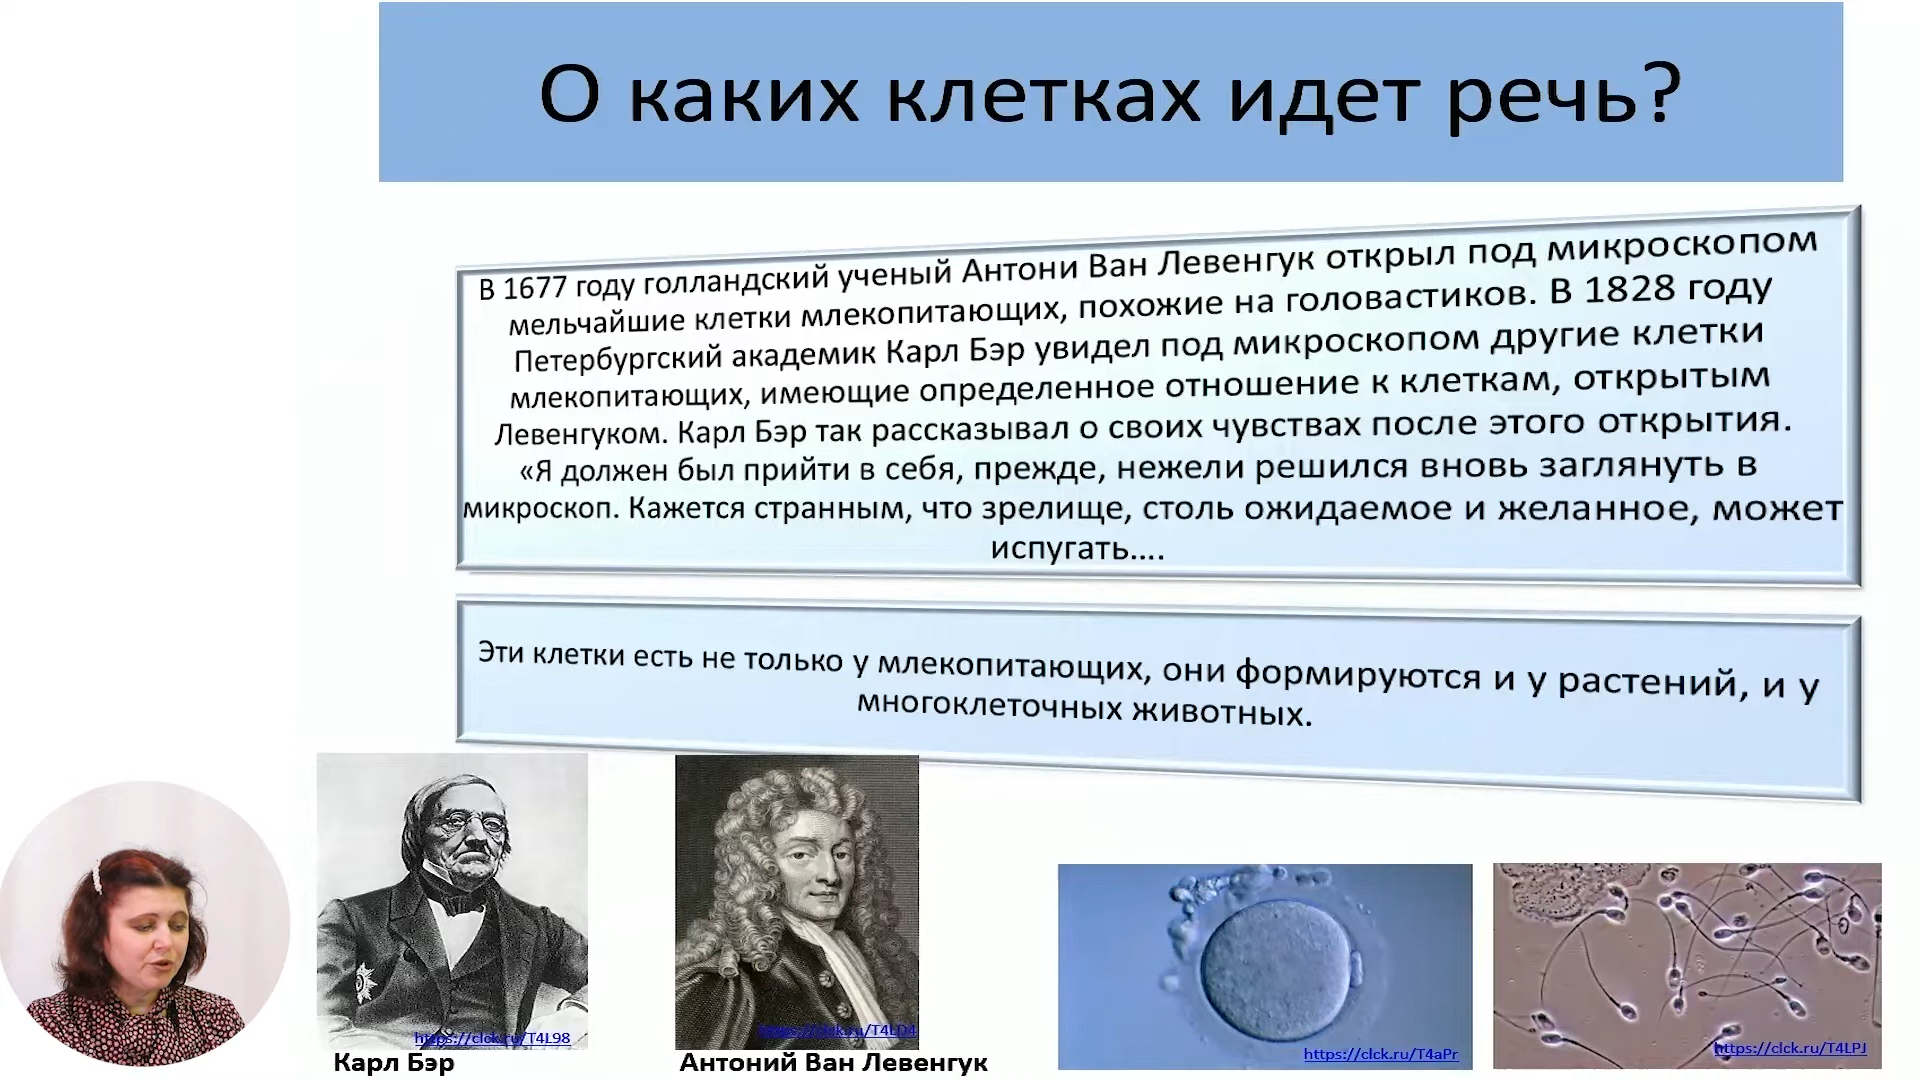 О каких клетках идет речь?
В 1677 году голландский ученый Антони Ван Левенгук открыл под микроскопом
мельчайшие клетки млекопитающих, похожие на головастиков. В 1828 году
Петербургский академик Карл Бэр увидел под микроскопом другие клетки
млекопитающих, имеющие определенное отношение к клеткам, открытым
Левенгуком. Карл Бэр так рассказывал о своих чувствах после этого открытия.
«Я должен был прийти в себя, прежде, нежели решился вновь заглянуть в
микроскоп. Кажется странным, что зрелище, столь ожидаемое и желанное, может
испугать....
Эти клетки есть не только у млекопитающих, они формируются и у растений, и у
многоклеточных животных.
https://clck.ru/T4L98
https://clck.ru/T4LD4
https://clck.ru/T4aPr
https://clck.ru/T4LPJ
Карл Бэр
Антоний Ван Левенгук